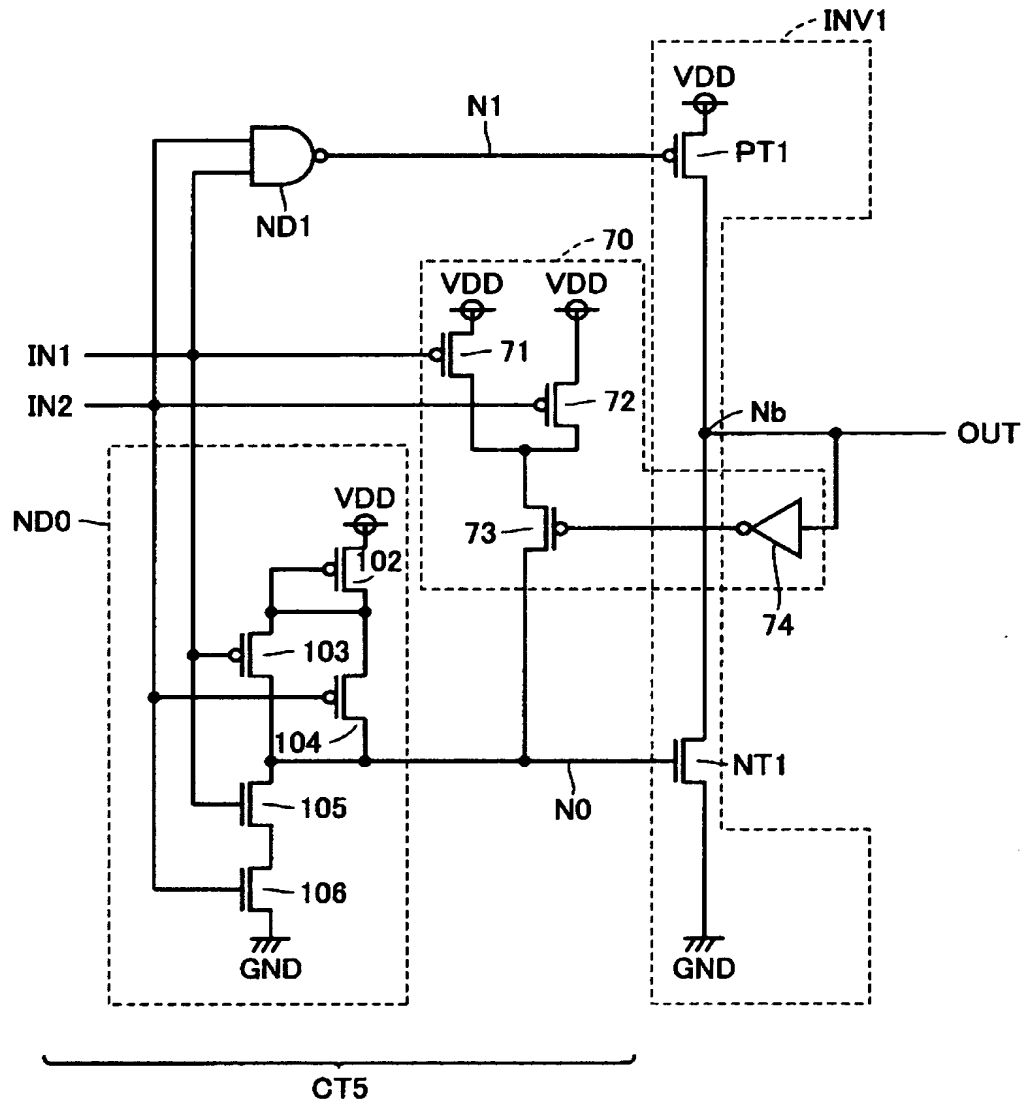 INV1
VDD
N1
PT1
ND1
70
VDD
VDD
IN1
71
IN2
72
Nb
OUT
ND0
VDD
73
102
74
103
104
NT1
105
N0
106
GND
GND
CT5